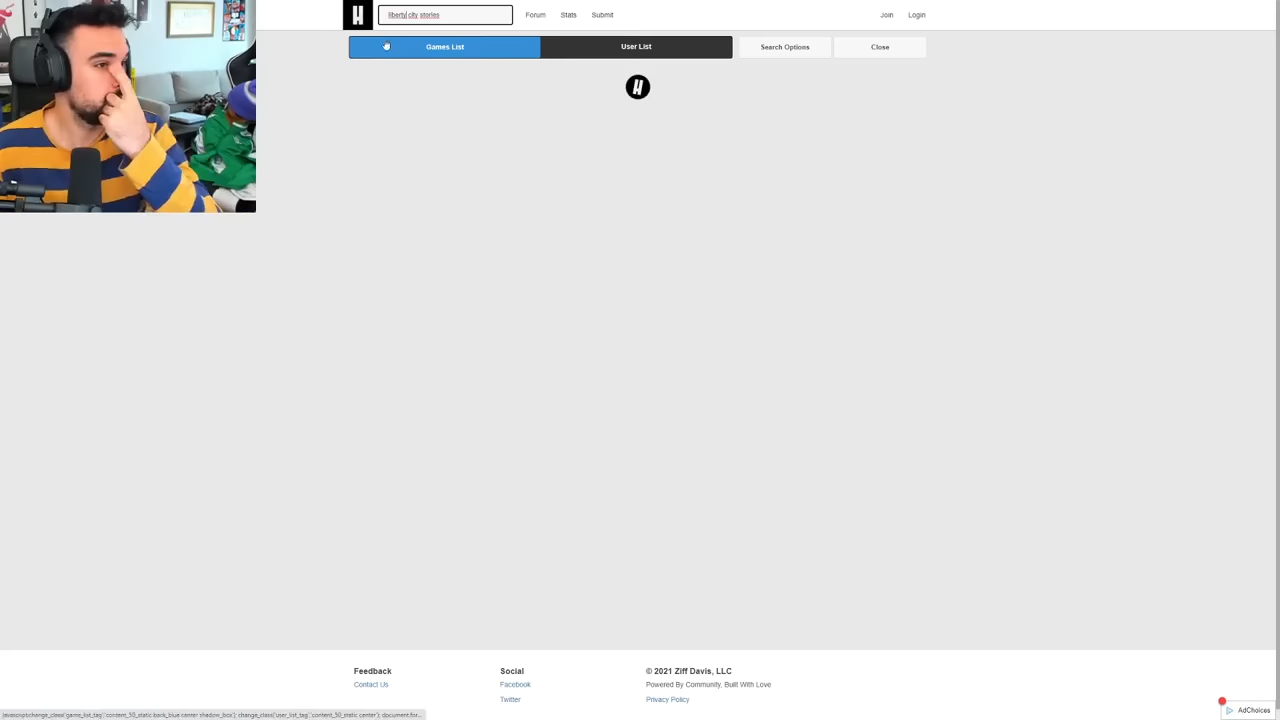 H
liberty city stories
Forum
Stats
Submit
Join
Login
Games List
User List
Search Options
Close
H
Feedback
Contact Us
Social
Facebook
Twitter
© 2021 Ziff Davis, LLC
Powered By Community, Built With Love
Privacy Policy
AdChoices